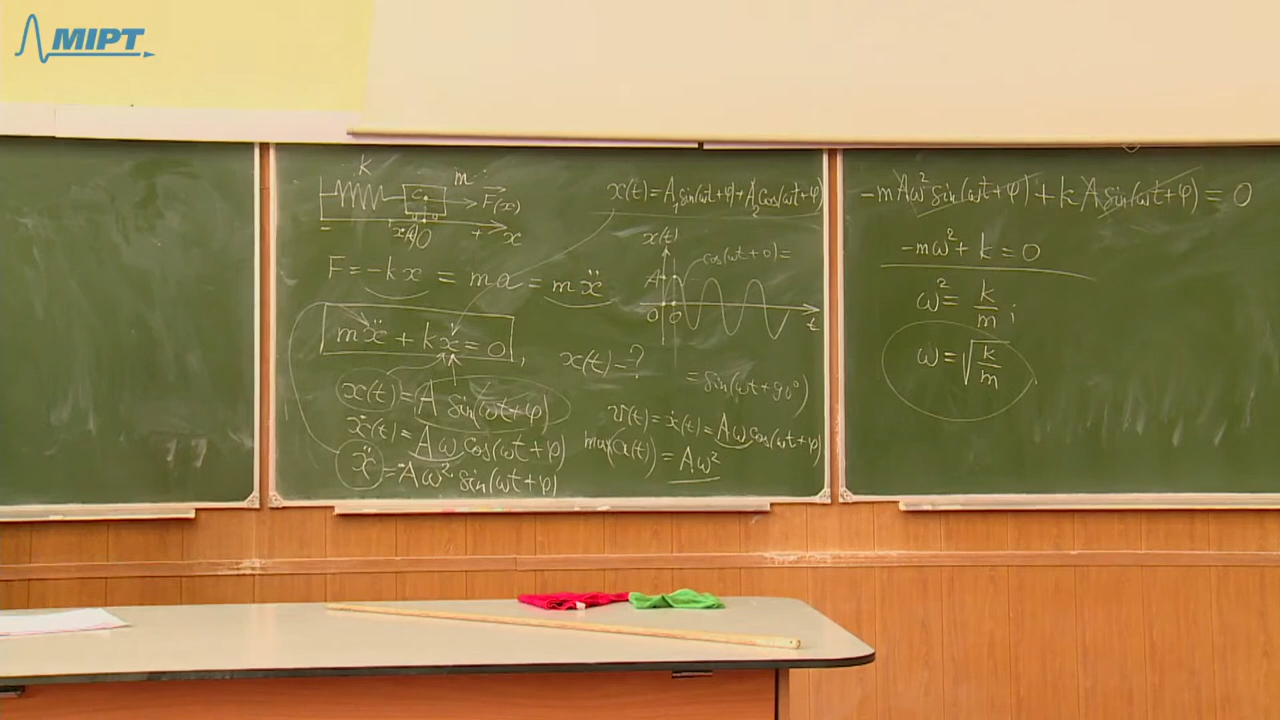 MIPT
k
m
F(x)
x(t) 0
- + x
F = -kx = ma = mẍ
mẍ + kx = 0, x(t) = ?
x(t) = A sin(ωt+φ)
ẋ(t) = Aω cos(ωt+φ)
ẍ = -Aω² sin(ωt+φ)
x(t) = A₁ sin(ωt+φ) + A₂ cos(ωt+φ)
x(t)
cos(ωt+0) =
A
0
t
= sin(ωt+90°)
v(t) = ẋ(t) = Aω cos(ωt+φ)
max(ẍ(t)) = Aω²
-mAω² sin(ωt+φ) + kA sin(ωt+φ) = 0
-mω² + k = 0
ω² = k/m;
ω = √(k/m)